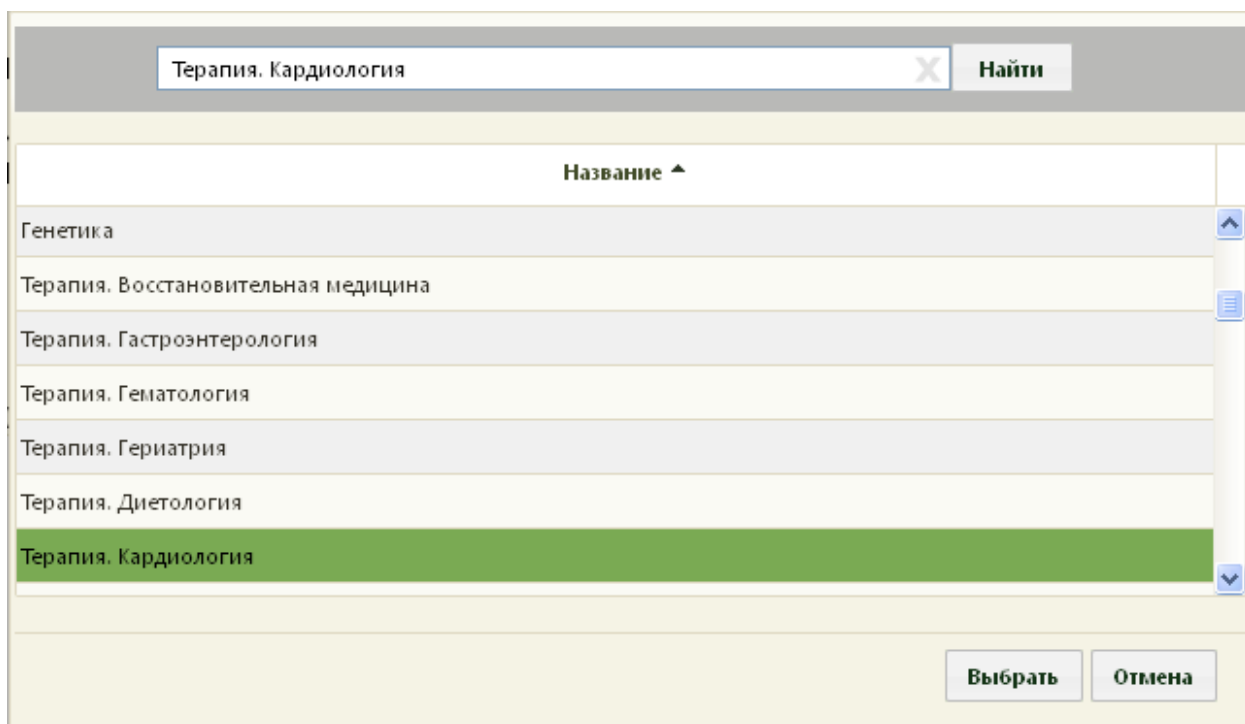 Терапия. Кардиология X Найти
Название
Генетика
Терапия. Восстановительная медицина
Терапия. Гастроэнтерология
Терапия. Гематология
Терапия. Гериатрия
Терапия. Диетология
Терапия. Кардиология
Выбрать Отмена